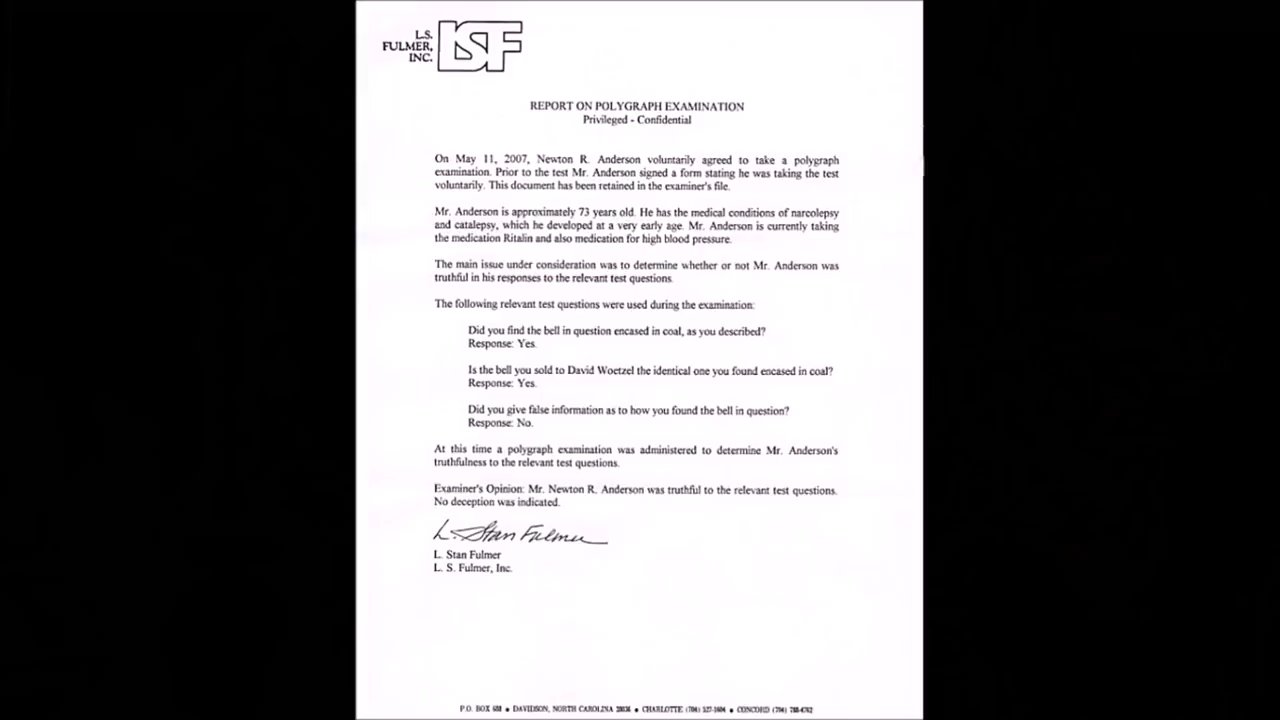 L.S.
FULMER,
INC.
LSF
REPORT ON POLYGRAPH EXAMINATION
Privileged - Confidential
On May 11, 2007, Newton R. Anderson voluntarily agreed to take a polygraph
examination. Prior to the test Mr. Anderson signed a form stating he was taking the test
voluntarily. This document has been retained in the examiner's file.
Mr. Anderson is approximately 73 years old. He has the medical conditions of narcolepsy
and catalepsy, which he developed at a very early age. Mr. Anderson is currently taking
the medication Ritalin and also medication for high blood pressure.
The main issue under consideration was to determine whether or not Mr. Anderson was
truthful in his responses to the relevant test questions.
The following relevant test questions were used during the examination:
Did you find the bell in question encased in coal, as you described?
Response: Yes.
Is the bell you sold to David Woetzel the identical one you found encased in coal?
Response: Yes.
Did you give false information as to how you found the bell in question?
Response: No.
At this time a polygraph examination was administered to determine Mr. Anderson's
truthfulness to the relevant test questions.
Examiner's Opinion: Mr. Newton R. Anderson was truthful to the relevant test questions.
No deception was indicated.
L. Stan Fulmer
L. Stan Fulmer
L. S. Fulmer, Inc.
P.O. BOX • DAVIDSON, NORTH CAROLINA • CHARLOTTE (704) • CONCORD (704)